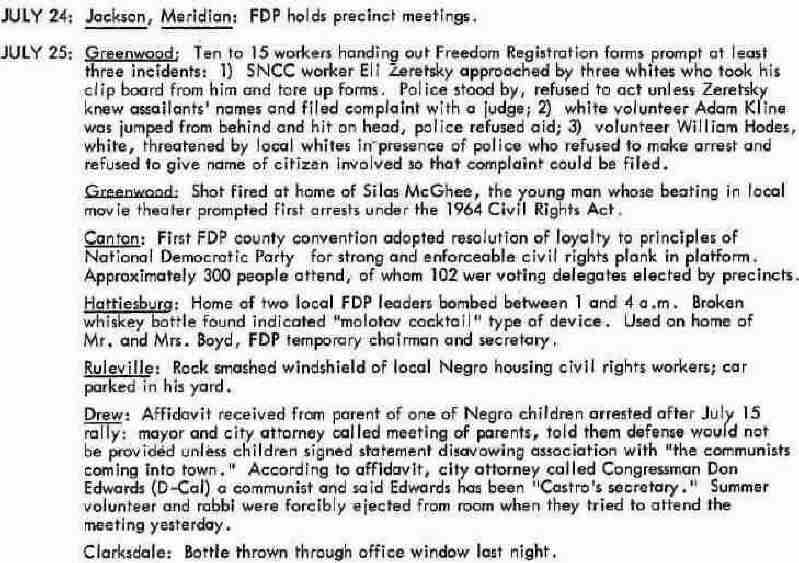 JULY 24: Jackson, Meridian: FDP holds precinct meetings.
JULY 25: Greenwood: Ten to 15 workers handing out Freedom Registration forms prompt at least
three incidents: 1) SNCC worker Eli Zeretsky approached by three whites who took his
clip board from him and tore up forms. Police stood by, refused to act unless Zeretsky
knew assailants' names and filed complaint with a judge; 2) white volunteer Adam Kline
was jumped from behind and hit on head, police refused aid; 3) volunteer William Hodes,
white, threatened by local whites in presence of police who refused to make arrest and
refused to give name of citizen involved so that complaint could be filed.
Greenwood: Shot fired at home of Silas McGhee, the young man whose beating in local
movie theater prompted first arrests under the 1964 Civil Rights Act.
Canton: First FDP county convention adopted resolution of loyalty to principles of
National Democratic Party for strong and enforceable civil rights plank in platform.
Approximately 300 people attend, of whom 102 wer voting delegates elected by precincts.
Hattiesburg: Home of two local FDP leaders bombed between 1 and 4 a.m. Broken
whiskey bottle found indicated "molotav cocktail" type of device. Used on home of
Mr. and Mrs. Boyd, FDP temporary chairman and secretary.
Ruleville: Rock smashed windshield of local Negro housing civil rights workers; car
parked in his yard.
Drew: Affidavit received from parent of one of Negro children arrested after July 15
rally: mayor and city attorney called meeting of parents, told them defense would not
be provided unless children signed statement disavowing association with "the communists
coming into town." According to affidavit, city attorney called Congressman Don
Edwards (D-Cal) a communist and said Edwards has been "Castro's secretary." Summer
volunteer and rabbi were forcibly ejected from room when they tried to attend the
meeting yesterday.
Clarksdale: Bottle thrown through office window last night.